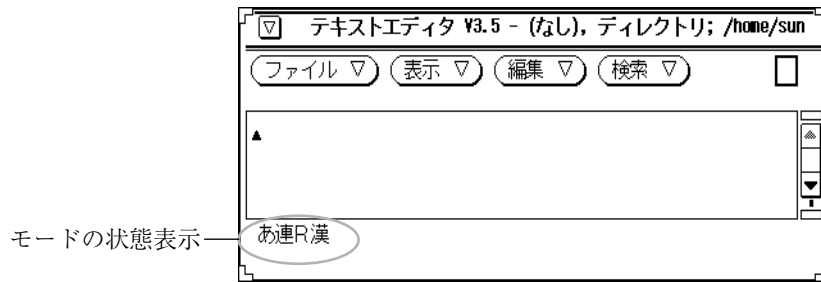 テキストエディタ V3.5 - (なし), ディレクトリ; /home/sun
ファイル ▽ 表示 ▽ 編集 ▽ 検索 ▽
モードの状態表示
あ連R漢